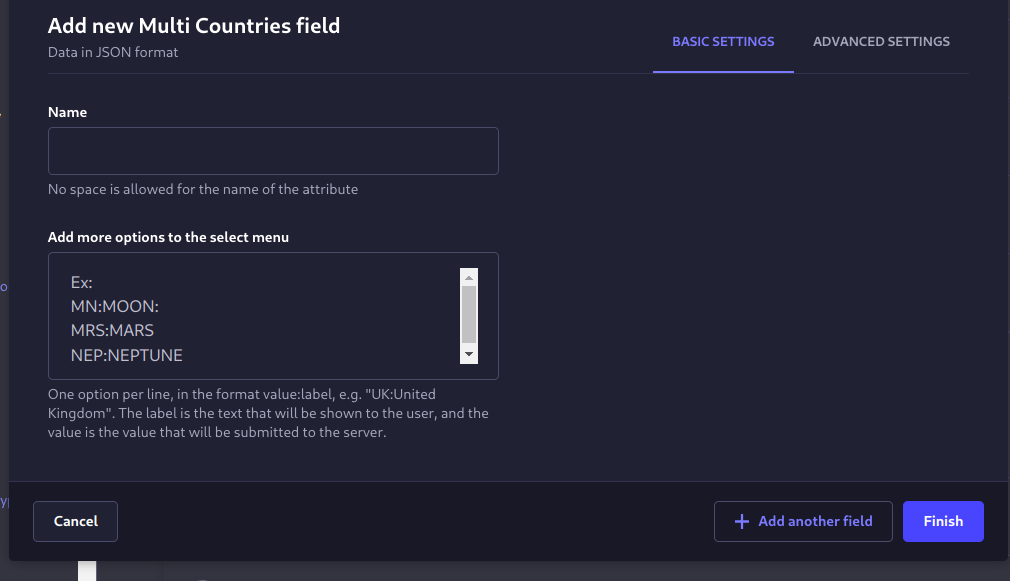 Add new Multi Countries field
Data in JSON format
BASIC SETTINGS
ADVANCED SETTINGS
Name
No space is allowed for the name of the attribute
Add more options to the select menu
Ex:
MN:MOON:
MRS:MARS
NEP:NEPTUNE
One option per line, in the format value:label, e.g. "UK:United
Kingdom". The label is the text that will be shown to the user, and the
value is the value that will be submitted to the server.
Cancel
+ Add another field
Finish